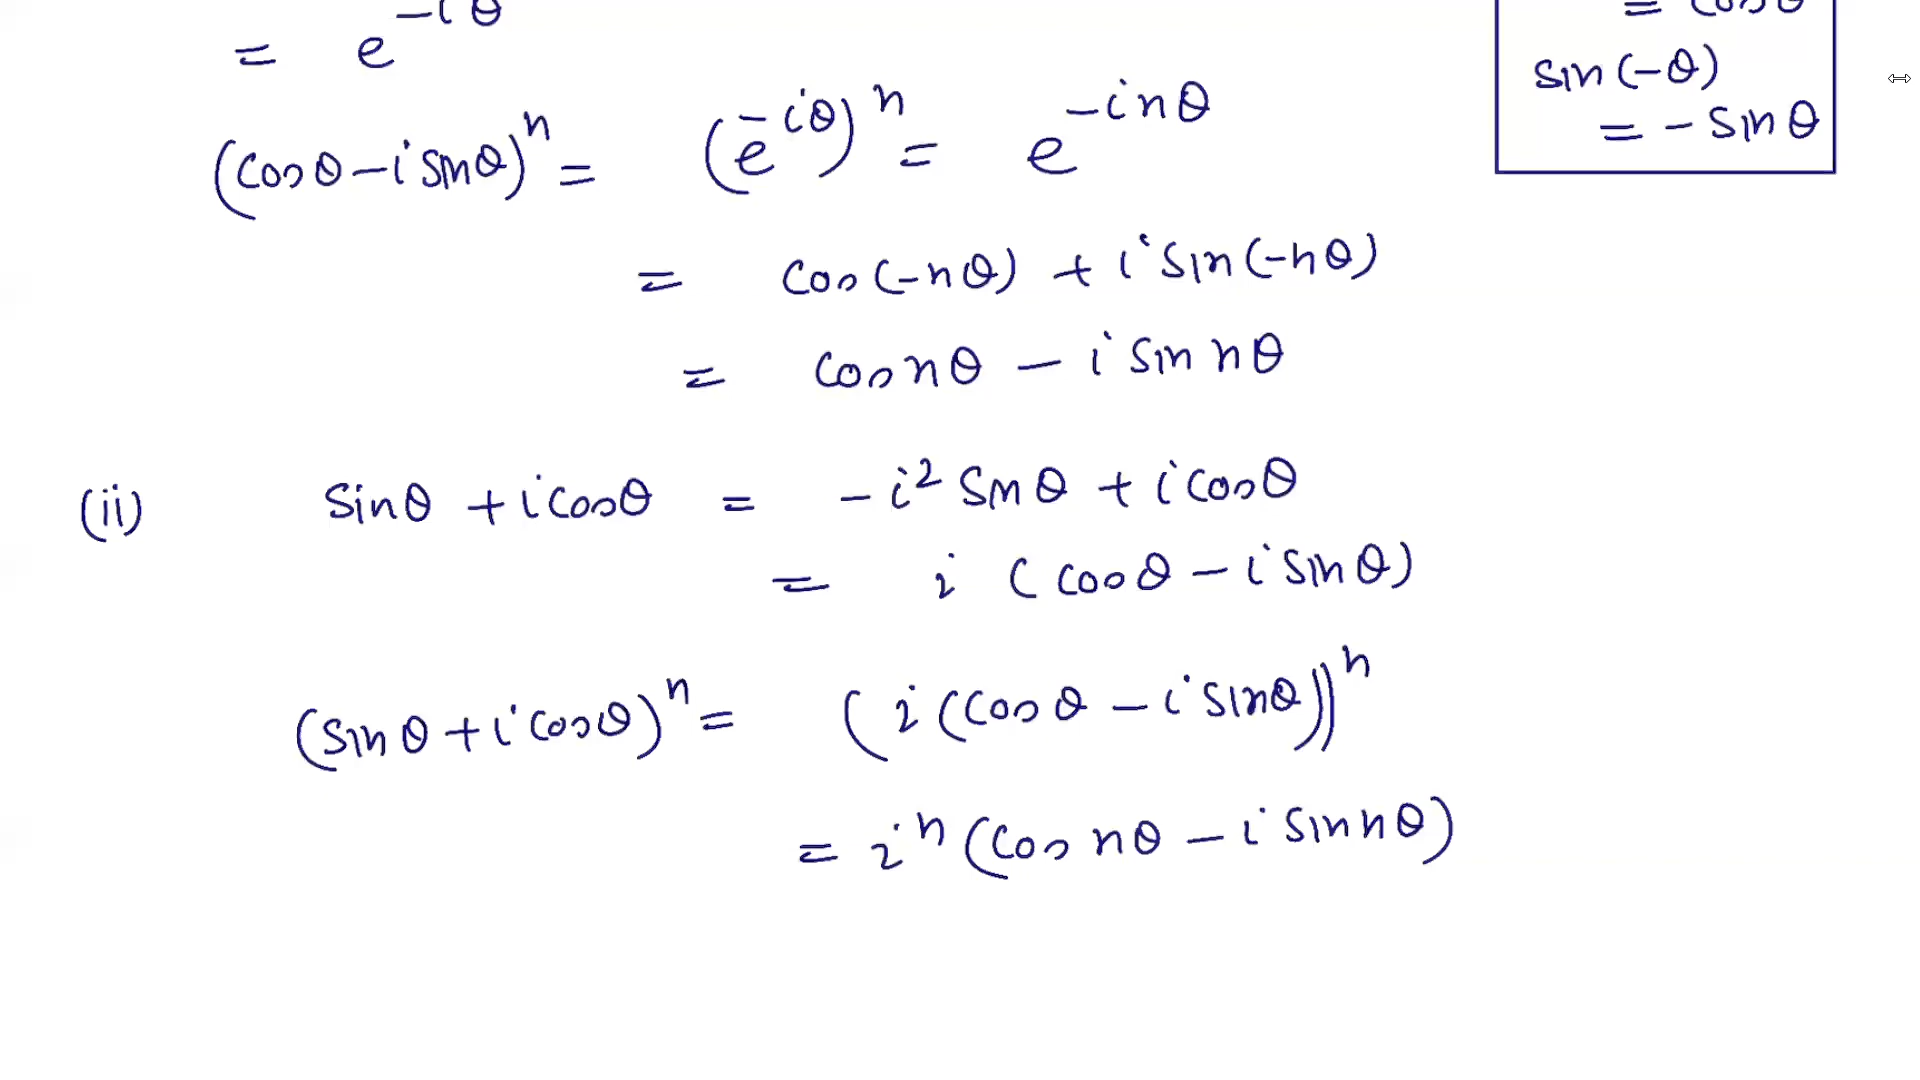 = e^{-iθ}
= cosθ
sin(-θ)
= - sinθ
(cosθ - i sinθ)^n = (e^{-iθ})^n = e^{-inθ}
= cos(-nθ) + i sin(-nθ)
= cos nθ - i sin nθ
(ii) sinθ + i cosθ = -i² sinθ + i cosθ
= i (cosθ - i sinθ)
(sinθ + i cosθ)^n = (i(cosθ - i sinθ))^n
= i^n (cos nθ - i sin nθ)